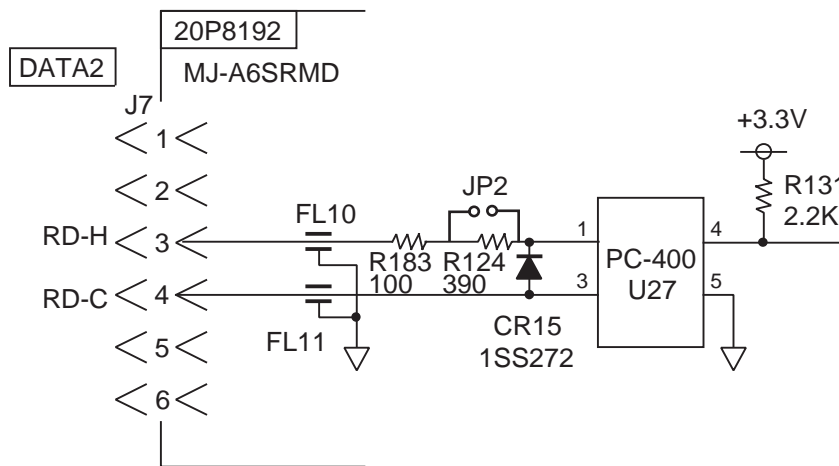 20P8192
DATA2
MJ-A6SRMD
J7
1
+3.3V
2
JP2
R131
2.2K
FL10
RD-H
3
1
4
R183
100
R124
390
PC-400
U27
RD-C
4
3
5
FL11
CR15
1SS272
5
6